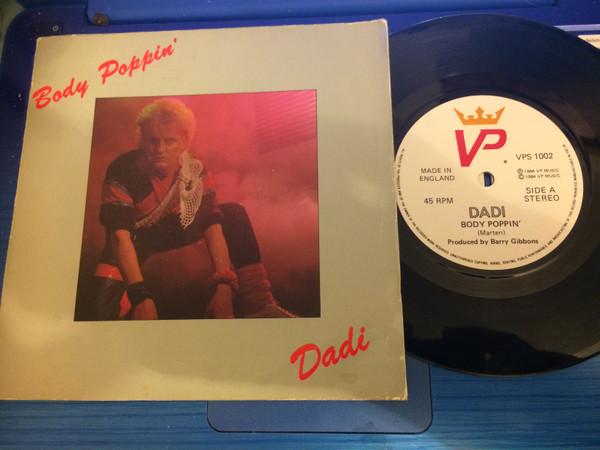 Body Poppin'
Dadi
VP
VPS 1002
MADE IN
ENGLAND
℗ 1984 VP MUSIC
© 1984 VP MUSIC
45 RPM
SIDE A
STEREO
DADI
BODY POPPIN'
(Marten)
Produced by Barry Gibbons